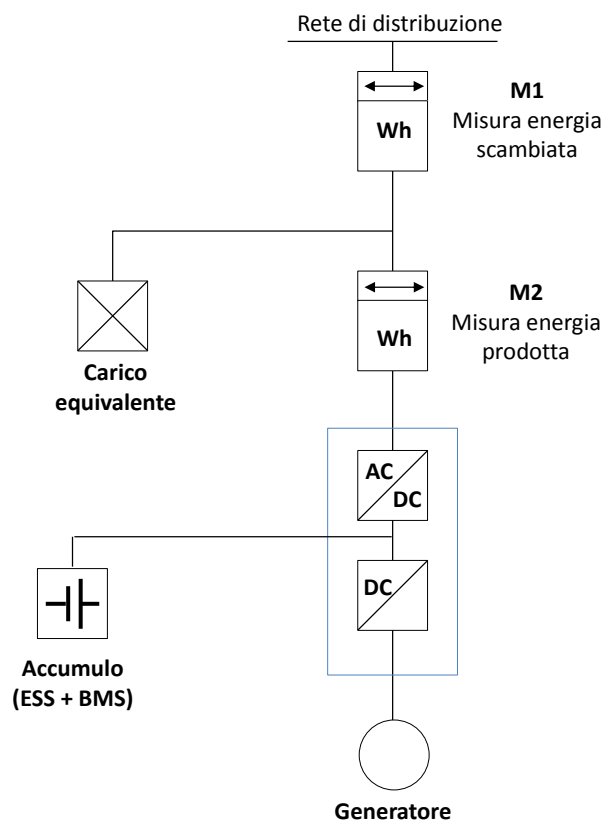 Rete di distribuzione
M1
Misura energia
scambiata
Wh
M2
Misura energia
prodotta
Wh
Carico
equivalente
AC
DC
DC
Accumulo
(ESS + BMS)
Generatore